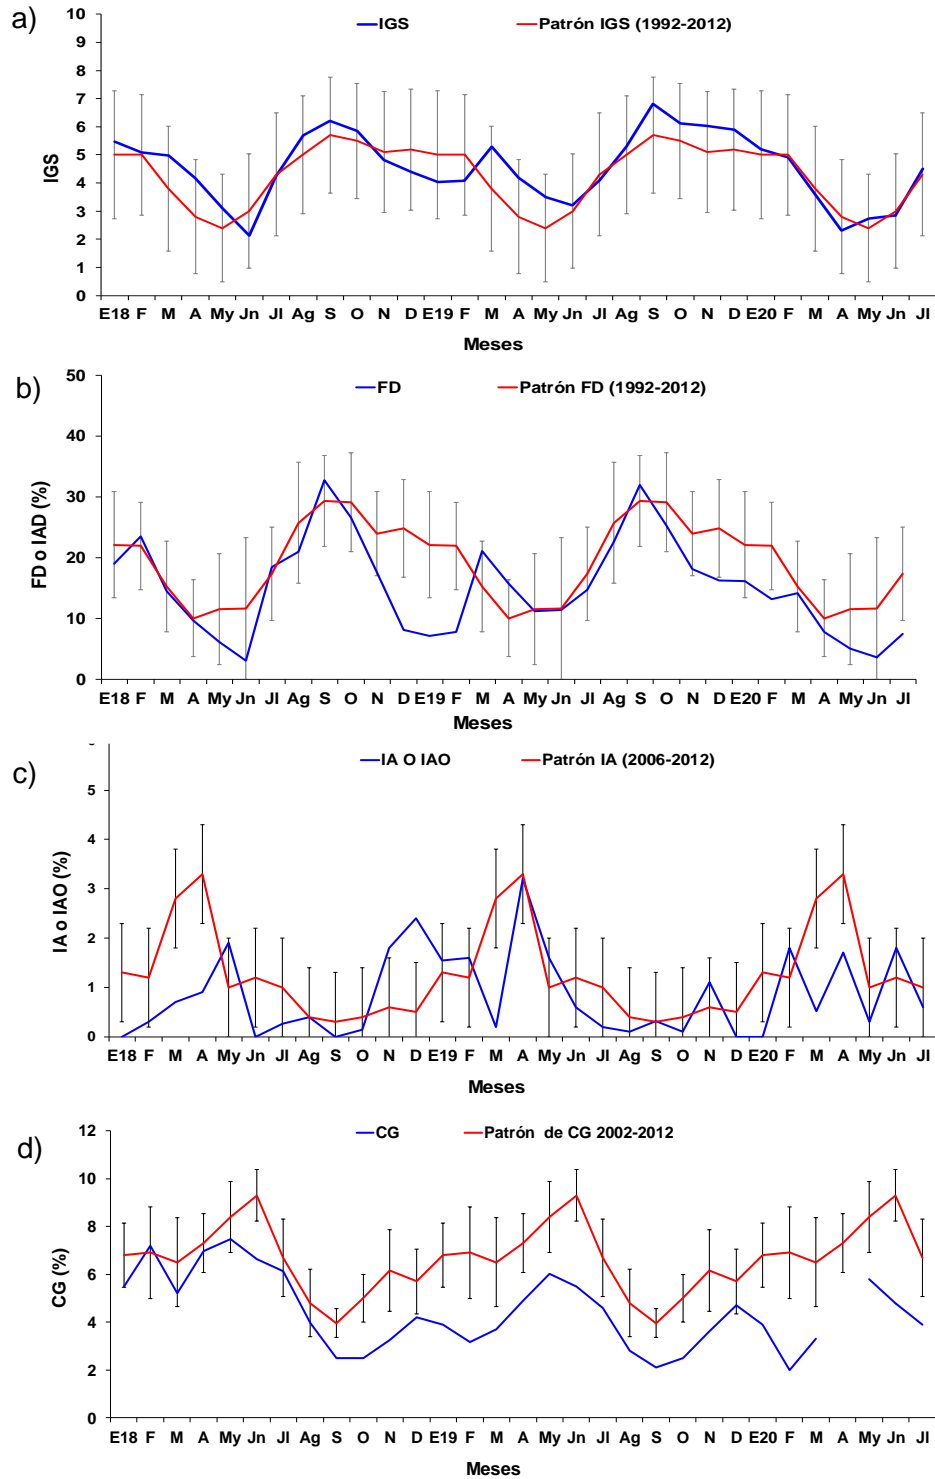 a)
IGS Patrón IGS (1992-2012)
10
9
8
7
6
5
4
3
2
1
0
IGS
E18 F M A My Jn Jl Ag S O N D E19 F M A My Jn Jl Ag S O N D E20 F M A My Jn Jl
Meses
b)
FD Patrón FD (1992-2012)
50
40
30
20
10
0
FD o IAD (%)
E18 F M A My Jn Jl Ag S O N D E19 F M A My Jn Jl Ag S O N D E20 F M A My Jn Jl
Meses
c)
IA O IAO Patrón IA (2006-2012)
5
4
3
2
1
0
IA o IAO (%)
E18 F M A My Jn Jl Ag S O N D E19 F M A My Jn Jl Ag S O N D E20 F M A My Jn Jl
Meses
d)
CG Patrón de CG 2002-2012
12
10
8
6
4
2
0
CG (%)
E18 F M A My Jn Jl Ag S O N D E19 F M A My Jn Jl Ag S O N D E20 F M A My Jn Jl
Meses